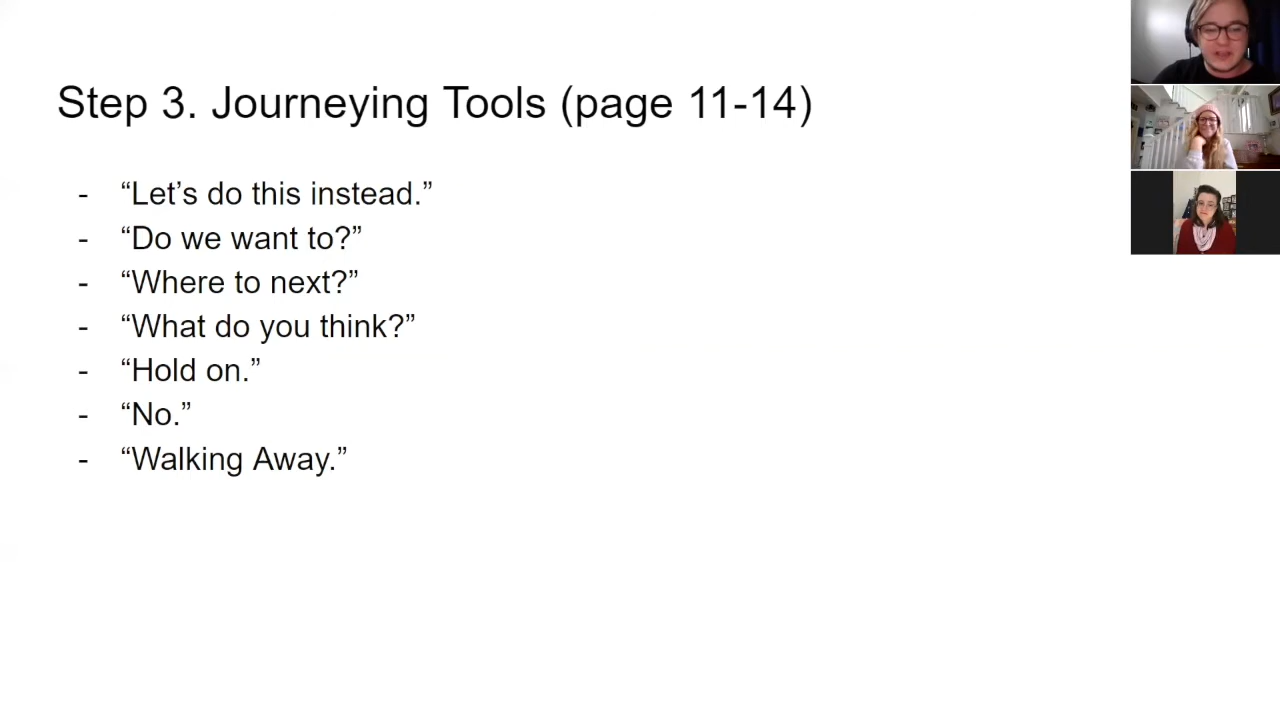 Step 3. Journeying Tools (page 11-14)
- “Let’s do this instead.”
- “Do we want to?”
- “Where to next?”
- “What do you think?”
- “Hold on.”
- “No.”
- “Walking Away.”